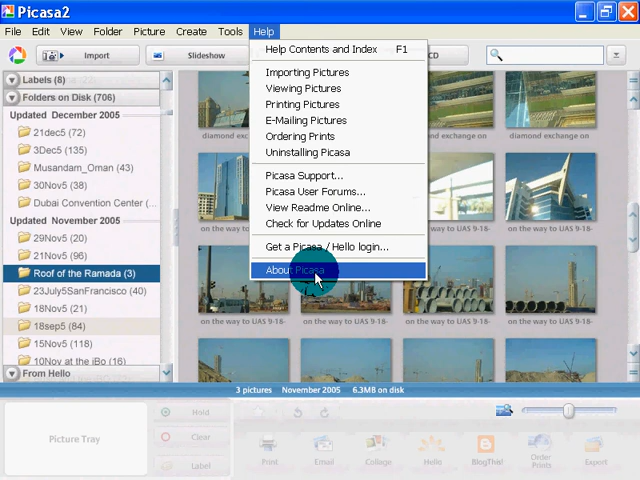 Picasa2
File Edit View Folder Picture Create Tools Help
Import
Slideshow
CD
Help Contents and Index F1
Importing Pictures
Viewing Pictures
Printing Pictures
E-Mailing Pictures
Ordering Prints
Uninstalling Picasa
Picasa Support...
Picasa User Forums...
View Readme Online...
Check for Updates Online
Get a Picasa / Hello login...
About Picasa
Labels (8)
Folders on Disk (706)
Updated December 2005
21dec5 (72)
3Dec5 (135)
Musandam_Oman (43)
30Nov5 (38)
Dubai Convention Center (...
Updated November 2005
29Nov5 (20)
21Nov5 (96)
Roof of the Ramada (3)
23July5SanFrancisco (40)
18Nov5 (21)
18sep5 (84)
15Nov5 (118)
10Nov at the iBo (16)
From Hello
diamond exchange on
diamond exchange on
diamond exchange on
on the way to UAS 9-18-
on the way to UAS 9-18-
on the way to UAS 9-18-
on the way to UAS 9-18-
on the way to UAS 9-18-
on the way to UAS 9-18-
3 pictures November 2005 6.3MB on disk
Picture Tray
Hold
Clear
Label
Print
Email
Collage
Hello
BlogThis!
Order Prints
Export